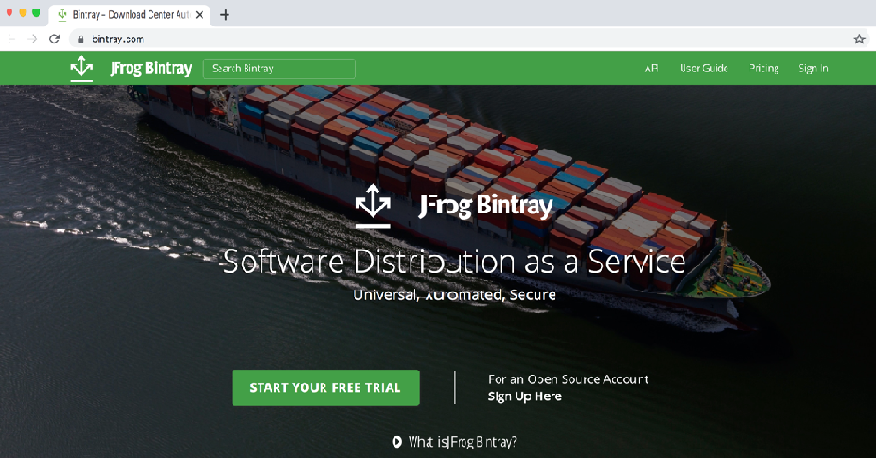 Bintray - Download Center Aut
bintray.com
JFrog Bintray
Search Bintray
API
User Guide
Pricing
Sign In
JFrog Bintray
Software Distribution as a Service
Universal, Automated, Secure
START YOUR FREE TRIAL
For an Open Source Account
Sign Up Here
What is JFrog Bintray?